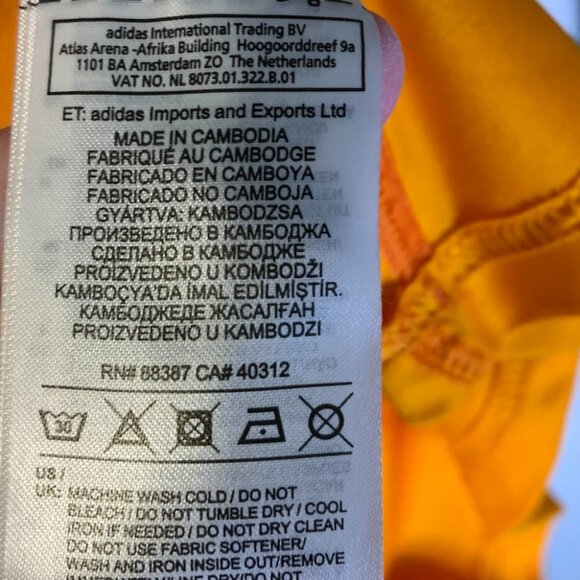 adidas International Trading BV
Atlas Arena -Afrika Building Hoogoorddreef 9a
1101 BA Amsterdam ZO The Netherlands
VAT NO. NL 8073.01.322.B.01
ET: adidas Imports and Exports Ltd
MADE IN CAMBODIA
FABRIQUÉ AU CAMBODGE
FABRICADO EN CAMBOYA
FABRICADO NO CAMBOJA
GYÁRTVA: KAMBODZSA
ПРОИЗВЕДЕНО В КАМБОДЖА
СДЕЛАНО В КАМБОДЖЕ
PROIZVEDENO U KOMBODŽI
KAMBOÇYA'DA İMAL EDİLMİŞTİR.
КАМБОДЖЕДЕ ЖАСАЛҒАН
PROIZVEDENO U KAMBODZI
RN# 88387 CA# 40312
30
US /
UK: MACHINE WASH COLD / DO NOT
BLEACH / DO NOT TUMBLE DRY / COOL
IRON IF NEEDED / DO NOT DRY CLEAN
DO NOT USE FABRIC SOFTENER/
WASH AND IRON INSIDE OUT/REMOVE